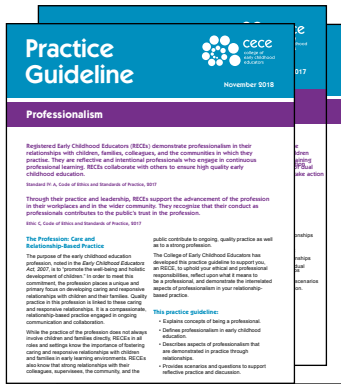 Practice
Guideline
cece
college of
early childhood
educators
November 2018
Professionalism
Registered Early Childhood Educators (RECEs) demonstrate professionalism in their
relationships with children, families, colleagues, and the communities in which they
practise. They are reflective and intentional professionals who engage in continuous
professional learning. RECEs collaborate with others to ensure high quality early
childhood education.
Standard IV: A, Code of Ethics and Standards of Practice, 2017
Through their practice and leadership, RECEs support the advancement of the profession
in their workplaces and in the wider community. They recognize that their conduct as
professionals contributes to the public's trust in the profession.
Ethic C, Code of Ethics and Standards of Practice, 2017
The Profession: Care and
Relationship-Based Practice
The purpose of the early childhood education
profession, noted in the Early Childhood Educators
Act, 2007, is to "promote the well-being and holistic
development of children." In order to meet this
commitment, the profession places a unique and
primary focus on developing caring and responsive
relationships with children and their families. Quality
practice in this profession is linked to these caring
and responsive relationships. It is a compassionate,
relationship-based practice engaged in ongoing
communication and collaboration.
While the practice of the profession does not always
involve children and families directly, RECEs in all
roles and settings know the importance of fostering
caring and responsive relationships with children
and families in early learning environments. RECEs
also know that strong relationships with their
colleagues, supervisees, the community, and the
public contribute to ongoing, quality practice as well
as to a strong profession.
The College of Early Childhood Educators has
developed this practice guideline to support you,
an RECE, to uphold your ethical and professional
responsibilities, reflect upon what it means to
be a professional, and demonstrate the interrelated
aspects of professionalism in your relationship-
based practice.
This practice guideline:
• Explains concepts of being a professional.
• Defines professionalism in early childhood
education.
• Describes aspects of professionalism that
are demonstrated in practice through
relationships.
• Provides scenarios and questions to support
reflective practice and discussion.
ce
hood
2017
e
ldren
aining
r dual
take action
onships
nships
dual
scenarios
on.